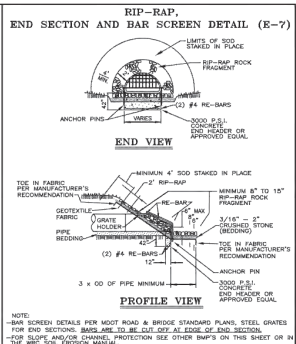 RIP-RAP,
END SECTION AND BAR SCREEN DETAIL (E-7)
LIMITS OF SOD
STAKED IN PLACE
RIP-RAP ROCK
FRAGMENT
42"
ANCHOR PINS
VARIES
(2) #4 RE-BARS
3000 P.S.I.
CONCRETE
END HEADER OR
APPROVED EQUAL
END VIEW
MINIMUN 4' SOD STAKED IN PLACE
2' RIP-RAP
TOE IN FABRIC
PER MANUFACTURER'S
RECOMMENDATION
MINIMUM 8" TO 15"
RIP-RAP ROCK
FRAGMENT
GEOTEXTILE
FABRIC
RE-BAR
6" MAX
6"
GRATE
HOLDER
3/16" – 2"
CRUSHED STONE
(BEDDING)
PIPE
BEDDING
42"
TOE IN FABRIC
PER MANUFACTURER'S
RECOMMENDATION
(2) #4 RE-BARS
12"
ANCHOR PIN
3 x OD OF PIPE MINIMUM
3000 P.S.I.
CONCRETE
END HEADER OR
APPROVED EQUAL
PROFILE VIEW
NOTE:
–BAR SCREEN DETAILS PER MDOT ROAD & BRIDGE STANDARD PLANS, STEEL GRATES
FOR END SECTIONS. BARS ARE TO BE CUT OFF AT EDGE OF END SECTION.
–FOR SLOPE AND/OR CHANNEL PROTECTION SEE OTHER BMP'S ON THIS SHEET OR IN
THE WRC SOIL EROSION MANUAL